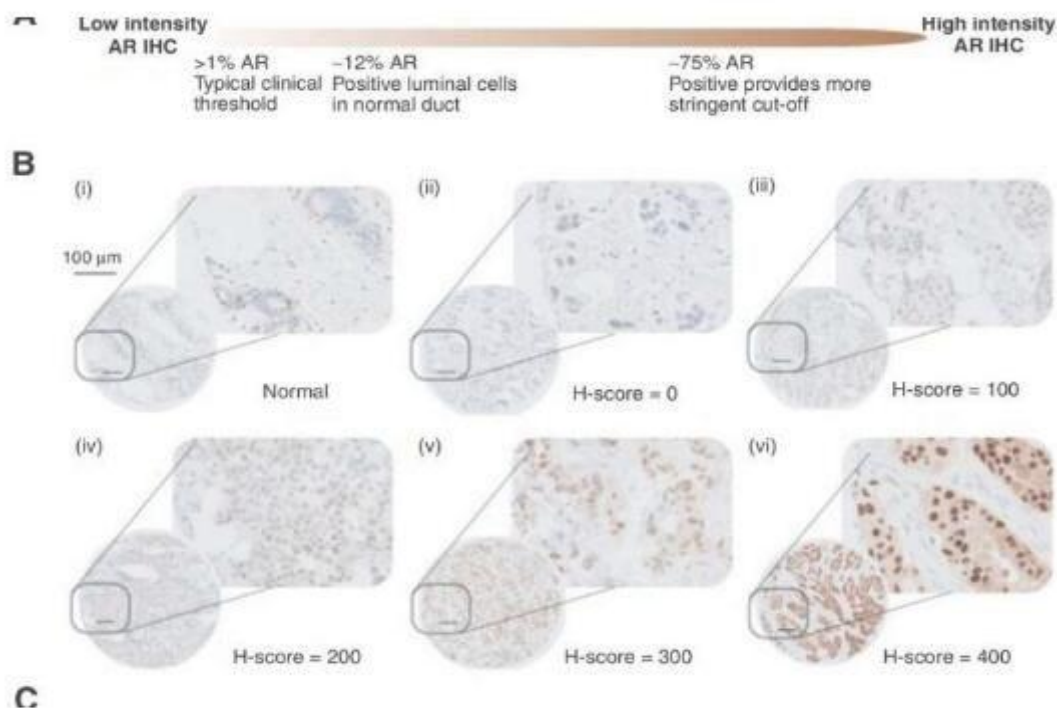 Low intensity
AR IHC
High intensity
AR IHC
>1% AR
Typical clinical
threshold
~12% AR
Positive luminal cells
in normal duct
~75% AR
Positive provides more
stringent cut-off
B
(i)
(ii)
(iii)
100 μm
Normal
H-score = 0
H-score = 100
(iv)
(v)
(vi)
H-score = 200
H-score = 300
H-score = 400
C